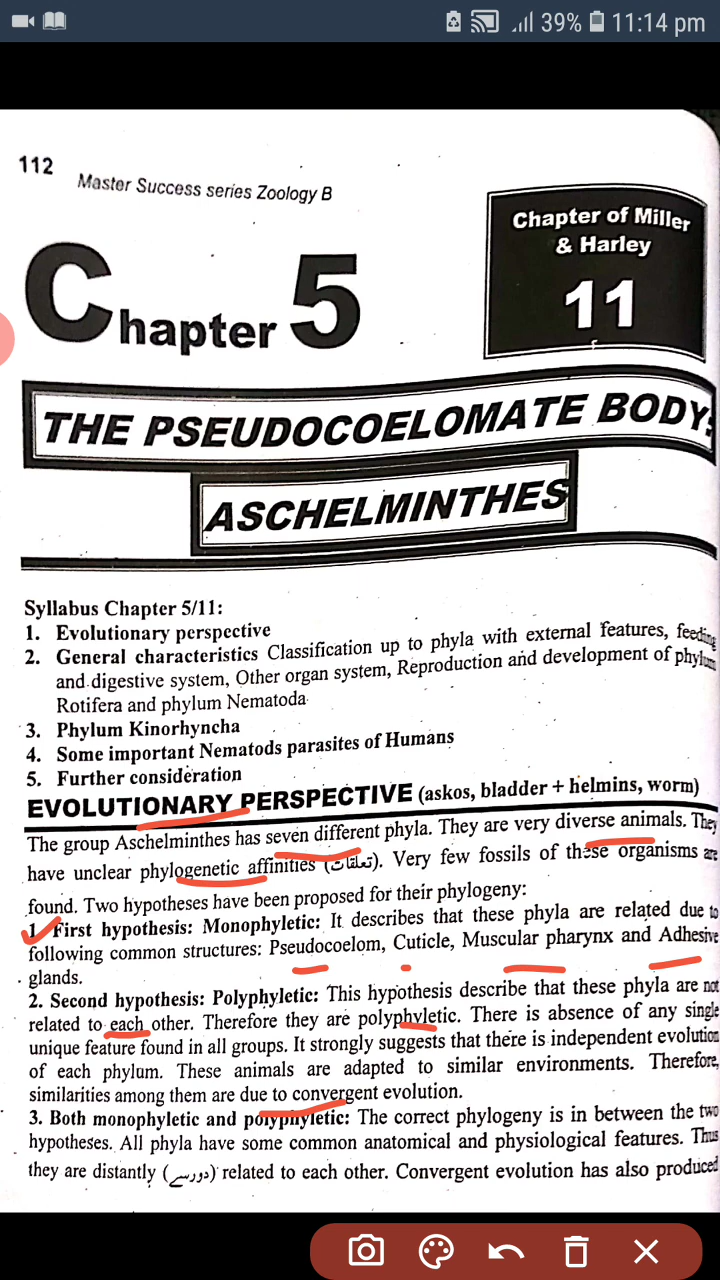 39% 11:14 pm
112
Master Success series Zoology B
Chapter of Miller
& Harley
11
Chapter 5
THE PSEUDOCOELOMATE BODY:
ASCHELMINTHES
Syllabus Chapter 5/11:
1. Evolutionary perspective
2. General characteristics Classification up to phyla with external features, feeding
and digestive system, Other organ system, Reproduction and development of phylum
Rotifera and phylum Nematoda
3. Phylum Kinorhyncha
4. Some important Nematods parasites of Humans
5. Further consideration
EVOLUTIONARY PERSPECTIVE (askos, bladder + helmins, worm)
The group Aschelminthes has seven different phyla. They are very diverse animals. They
have unclear phylogenetic affinities (تعلقات). Very few fossils of these organisms are
found. Two hypotheses have been proposed for their phylogeny:
1. First hypothesis: Monophyletic: It describes that these phyla are related due to
following common structures: Pseudocoelom, Cuticle, Muscular pharynx and Adhesive
glands.
2. Second hypothesis: Polyphyletic: This hypothesis describe that these phyla are not
related to each other. Therefore they are polyphyletic. There is absence of any single
unique feature found in all groups. It strongly suggests that there is independent evolution
of each phylum. These animals are adapted to similar environments. Therefore,
similarities among them are due to convergent evolution.
3. Both monophyletic and polyphyletic: The correct phylogeny is in between the two
hypotheses. All phyla have some common anatomical and physiological features. Thus
they are distantly (دور سے) related to each other. Convergent evolution has also produced